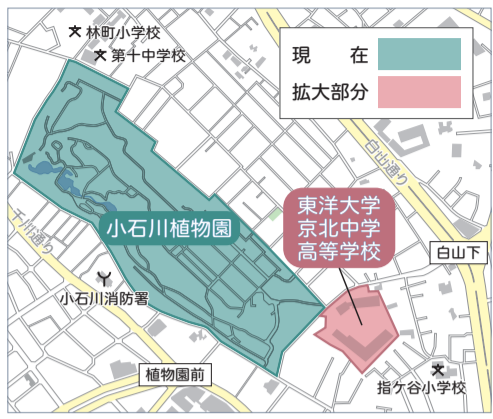 林町小学校
第十中学校
現　在
拡大部分
白山通り
東洋大学
京北中学
高等学校
小石川植物園
千川通り
白山下
小石川消防署
植物園前
指ケ谷小学校